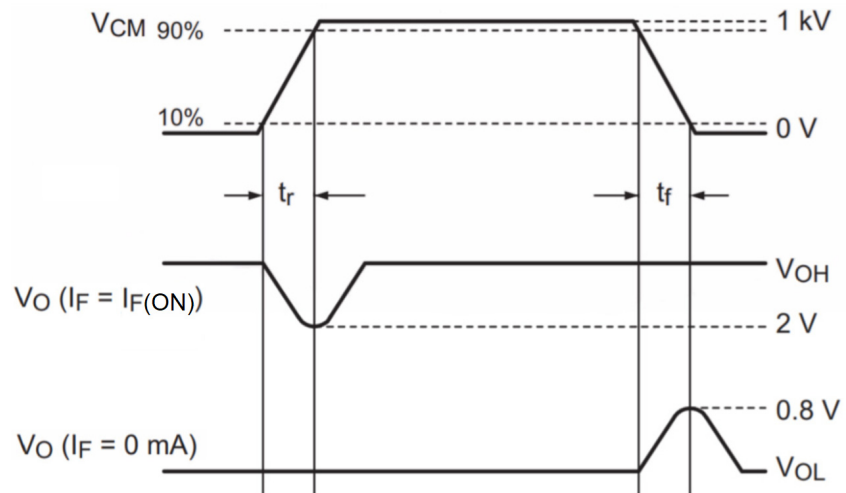 VCM 90%
1 kV
10%
0 V
tr
tf
VOH
VO (IF = IF(ON))
2 V
0.8 V
VO (IF = 0 mA)
VOL